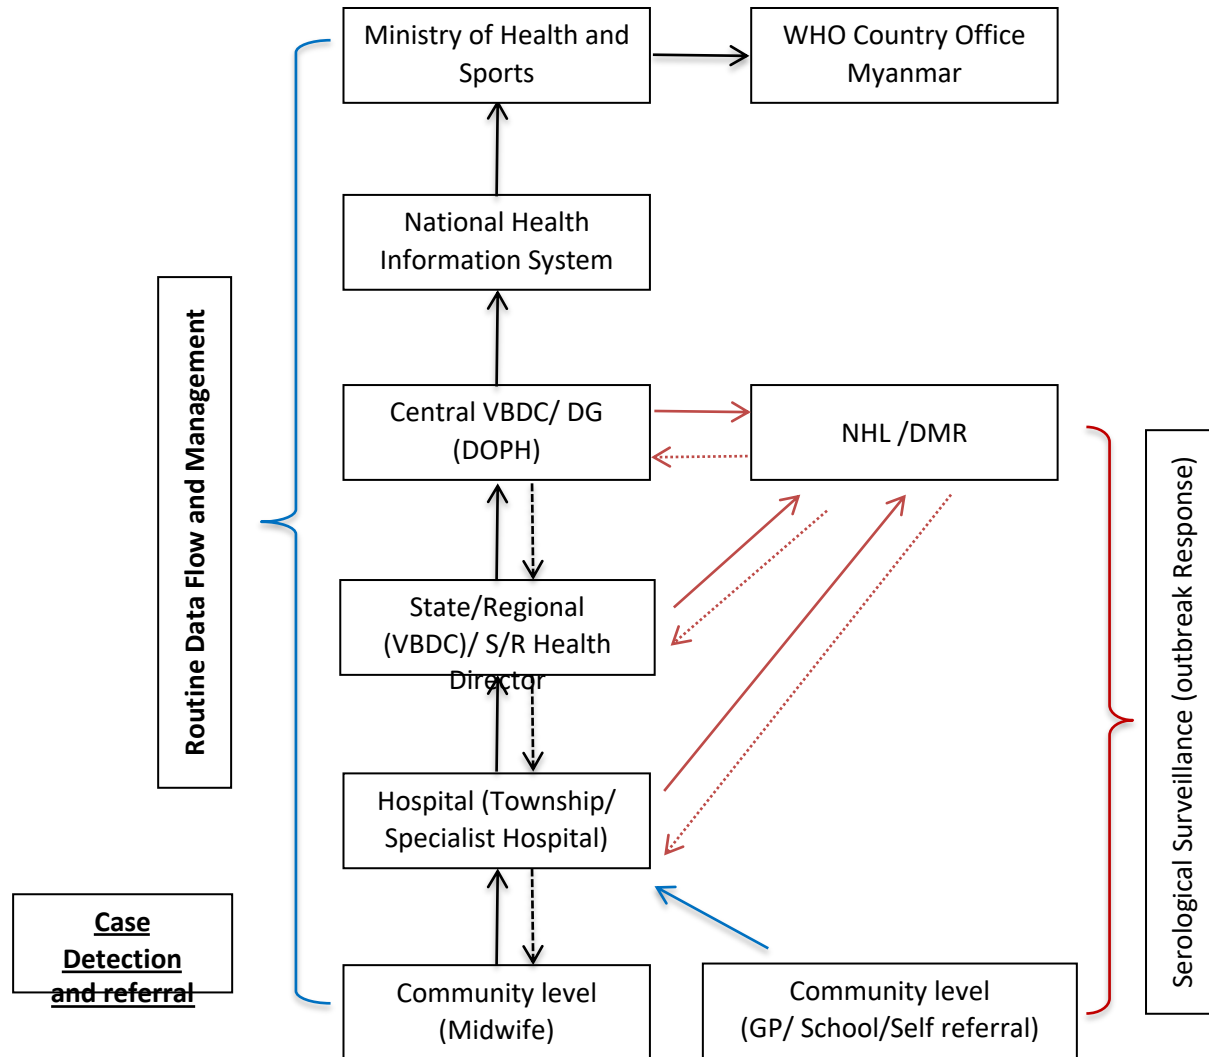 Ministry of Health and
Sports
WHO Country Office
Myanmar
National Health
Information System
Routine Data Flow and Management
Central VBDC/ DG
(DOPH)
NHL /DMR
Serological Surveillance (outbreak Response)
State/Regional
(VBDC)/ S/R Health
Director
Hospital (Township/
Specialist Hospital)
Case
Detection
and referral
Community level
(Midwife)
Community level
(GP/ School/Self referral)